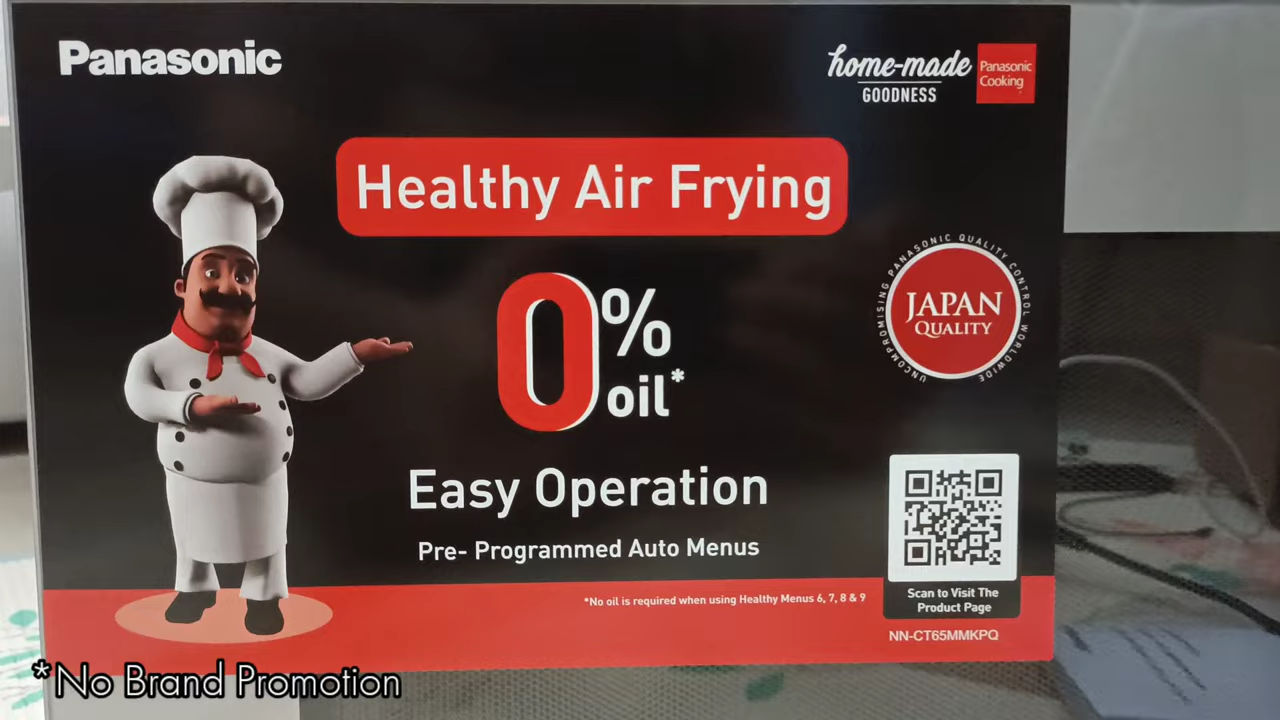 Panasonic
home-made
GOODNESS
Panasonic
Cooking
Healthy Air Frying
0%
oil*
UNCOMPROMISING PANASONIC QUALITY CONTROL WORLDWIDE
JAPAN
QUALITY
Easy Operation
Pre- Programmed Auto Menus
*No oil is required when using Healthy Menus 6, 7, 8 & 9
Scan to Visit The
Product Page
NN-CT65MMKPQ
*No Brand Promotion